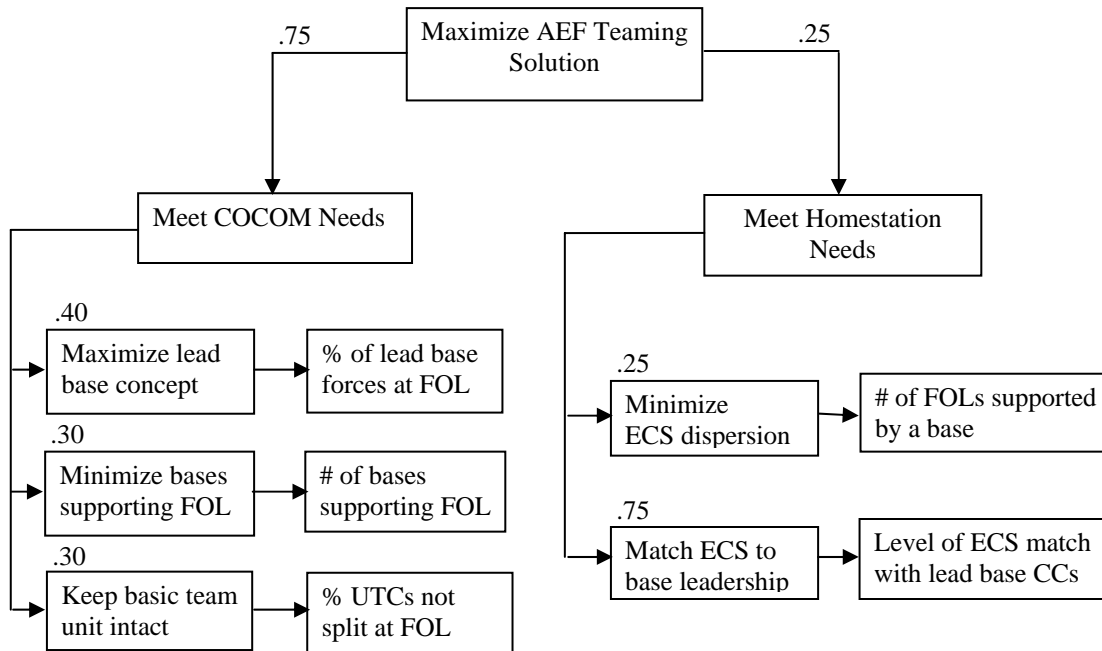 .75
Maximize AEF Teaming
Solution
.25
Meet COCOM Needs
Meet Homestation
Needs
.40
Maximize lead
base concept
% of lead base
forces at FOL
.30
Minimize bases
supporting FOL
# of bases
supporting FOL
.30
Keep basic team
unit intact
% UTCs not
split at FOL
.25
Minimize
ECS dispersion
# of FOLs supported
by a base
.75
Match ECS to
base leadership
Level of ECS match
with lead base CCs